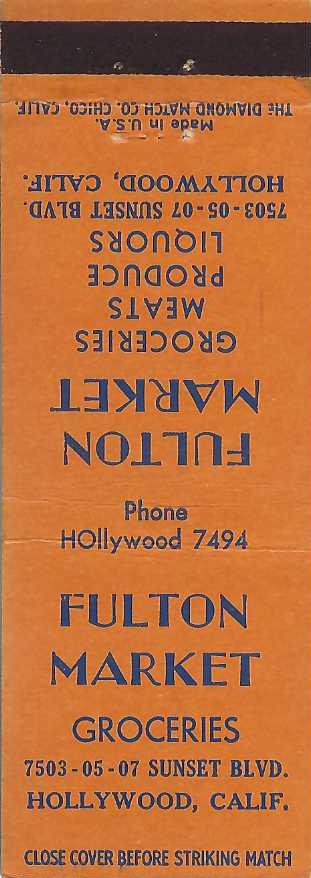 FULTON
MARKET
GROCERIES
MEATS
PRODUCE
LIQUORS
7503-05-07 SUNSET BLVD.
HOLLYWOOD, CALIF.
Made in U.S.A.
THE DIAMOND MATCH CO. CHICO, CALIF.
Phone
HOllywood 7494
FULTON
MARKET
GROCERIES
7503-05-07 SUNSET BLVD.
HOLLYWOOD, CALIF.
CLOSE COVER BEFORE STRIKING MATCH